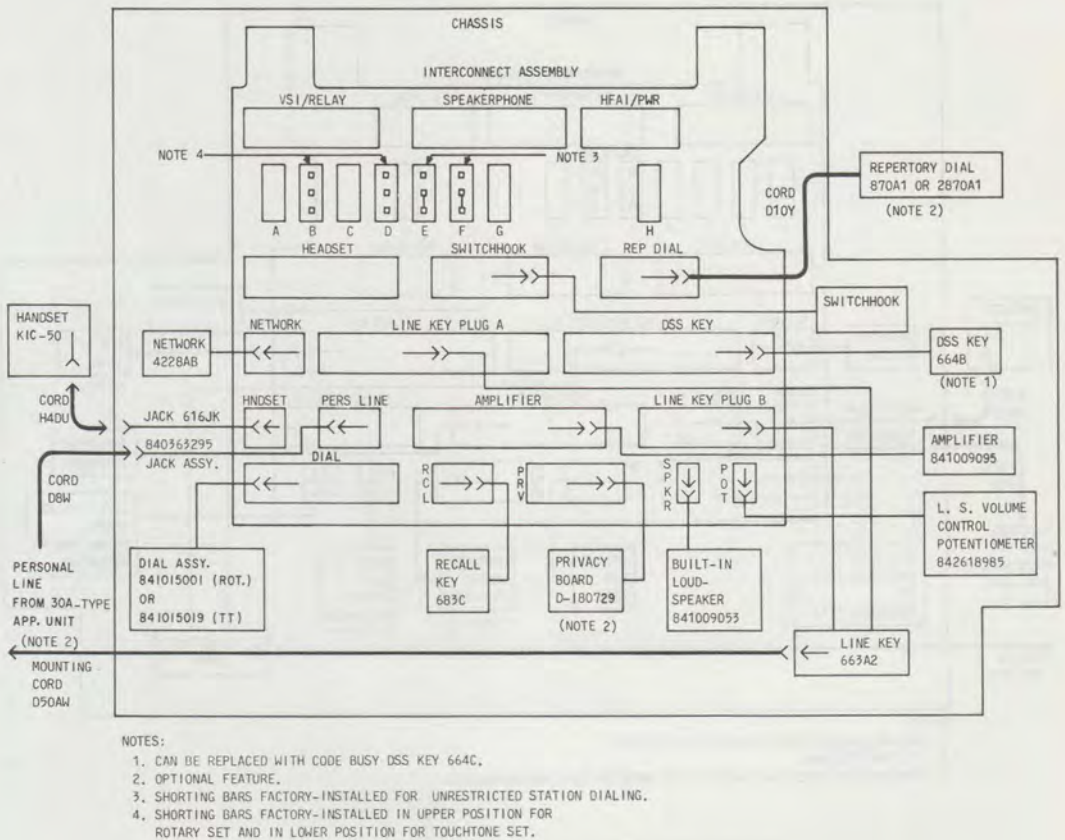 CHASSIS
INTERCONNECT ASSEMBLY
VSI/RELAY
SPEAKERPHONE
HFAI/PWR
NOTE 4
NOTE 3
A
B
C
D
E
F
G
H
CORD
D10Y
REPERTORY DIAL
870A1 OR 2870A1
(NOTE 2)
HEADSET
SWITCHHOOK
REP DIAL
SWITCHHOOK
HANDSET
KIC-50
NETWORK
4228AB
NETWORK
LINE KEY PLUG A
DSS KEY
DSS KEY
664B
(NOTE 1)
CORD
H4DU
JACK 616JK
HNDSET
PERS LINE
AMPLIFIER
LINE KEY PLUG B
840363295
JACK ASSY.
AMPLIFIER
841009095
CORD
D8W
DIAL
RCL
PRV
SPKR
POT
L. S. VOLUME
CONTROL
POTENTIOMETER
842618985
PERSONAL
LINE
FROM 30A-TYPE
APP. UNIT
(NOTE 2)
DIAL ASSY.
841015001 (ROT.)
OR
841015019 (TT)
RECALL
KEY
683C
PRIVACY
BOARD
D-180729
(NOTE 2)
BUILT-IN
LOUD-
SPEAKER
841009053
LINE KEY
663A2
MOUNTING
CORD
D50AW
NOTES:
1. CAN BE REPLACED WITH CODE BUSY DSS KEY 664C.
2. OPTIONAL FEATURE.
3. SHORTING BARS FACTORY-INSTALLED FOR UNRESTRICTED STATION DIALING.
4. SHORTING BARS FACTORY-INSTALLED IN UPPER POSITION FOR
ROTARY SET AND IN LOWER POSITION FOR TOUCHTONE SET.